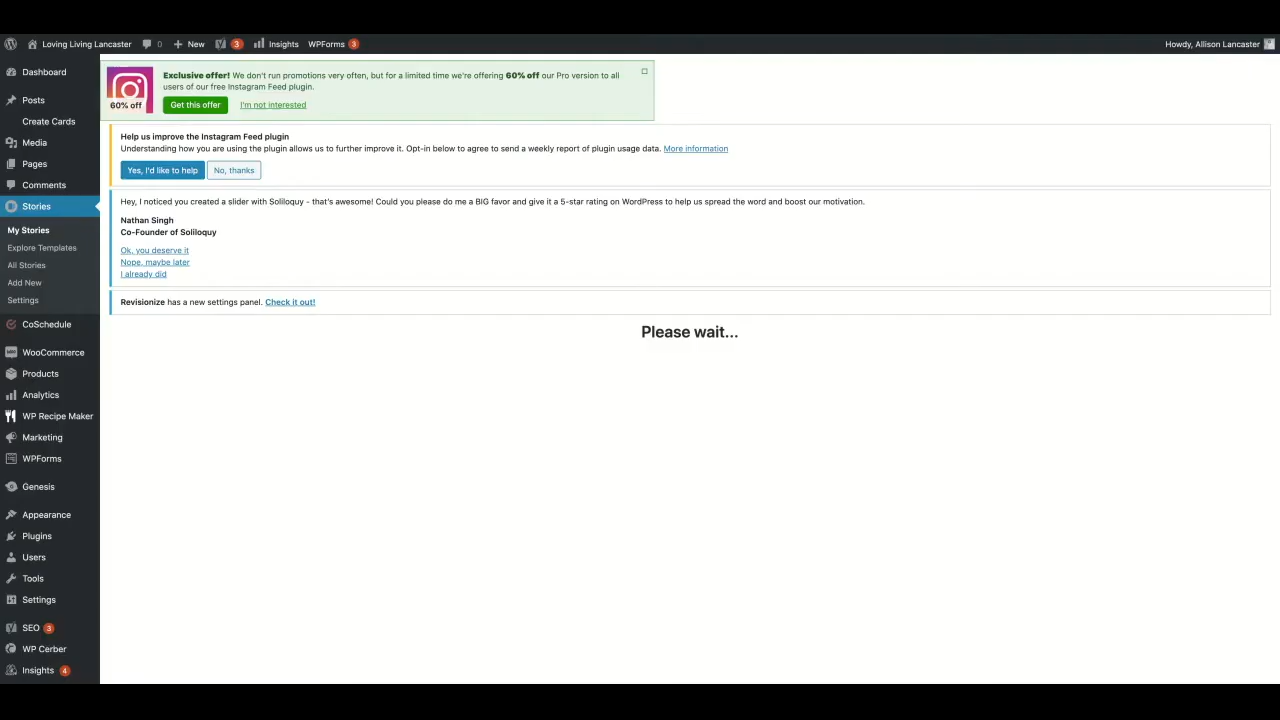 Loving Living Lancaster 0 New 3 Insights WPForms 3 Howdy, Allison Lancaster
Dashboard
Posts
Create Cards
Media
Pages
Comments
Stories
My Stories
Explore Templates
All Stories
Add New
Settings
CoSchedule
WooCommerce
Products
Analytics
WP Recipe Maker
Marketing
WPForms
Genesis
Appearance
Plugins
Users
Tools
Settings
SEO 3
WP Cerber
Insights 4
60% off
Exclusive offer! We don't run promotions very often, but for a limited time we're offering 60% off our Pro version to all
users of our free Instagram Feed plugin.
Get this offer I'm not interested
Help us improve the Instagram Feed plugin
Understanding how you are using the plugin allows us to further improve it. Opt-in below to agree to send a weekly report of plugin usage data. More information
Yes, I'd like to help No, thanks
Hey, I noticed you created a slider with Soliloquy - that's awesome! Could you please do me a BIG favor and give it a 5-star rating on WordPress to help us spread the word and boost our motivation.
Nathan Singh
Co-Founder of Soliloquy
Ok, you deserve it
Nope, maybe later
I already did
Revisionize has a new settings panel. Check it out!
Please wait...